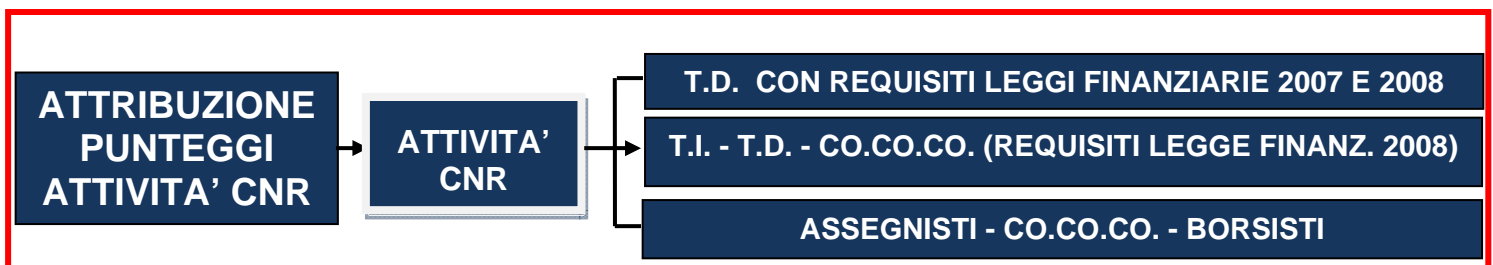 ATTRIBUZIONE
PUNTEGGI
ATTIVITA’ CNR
ATTIVITA’
CNR
T.D. CON REQUISITI LEGGI FINANZIARIE 2007 E 2008
T.I. - T.D. - CO.CO.CO. (REQUISITI LEGGE FINANZ. 2008)
ASSEGNISTI - CO.CO.CO. - BORSISTI